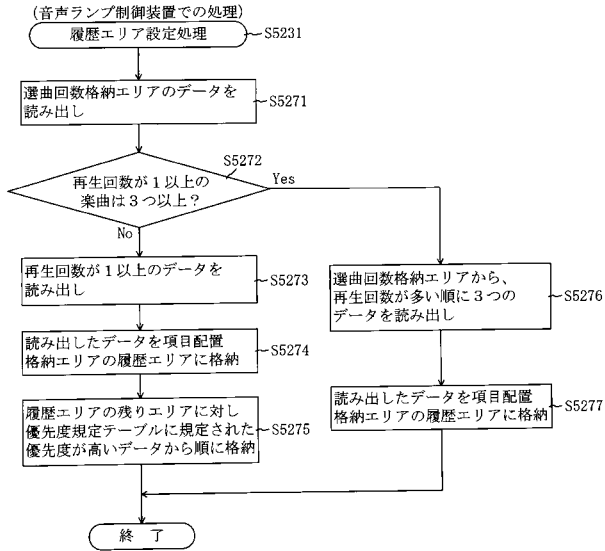 (音声ランプ制御装置での処理)
履歴エリア設定処理
S5231
選曲回数格納エリアのデータを
読み出し
S5271
S5272
再生回数が1以上の
楽曲は3つ以上?
Yes
No
再生回数が1以上のデータを
読み出し
S5273
選曲回数格納エリアから、
再生回数が多い順に3つの
データを読み出し
S5276
読み出したデータを項目配置
格納エリアの履歴エリアに格納
S5274
読み出したデータを項目配置
格納エリアの履歴エリアに格納
S5277
履歴エリアの残りエリアに対し
優先度規定テーブルに規定された
優先度が高いデータから順に格納
S5275
終 了